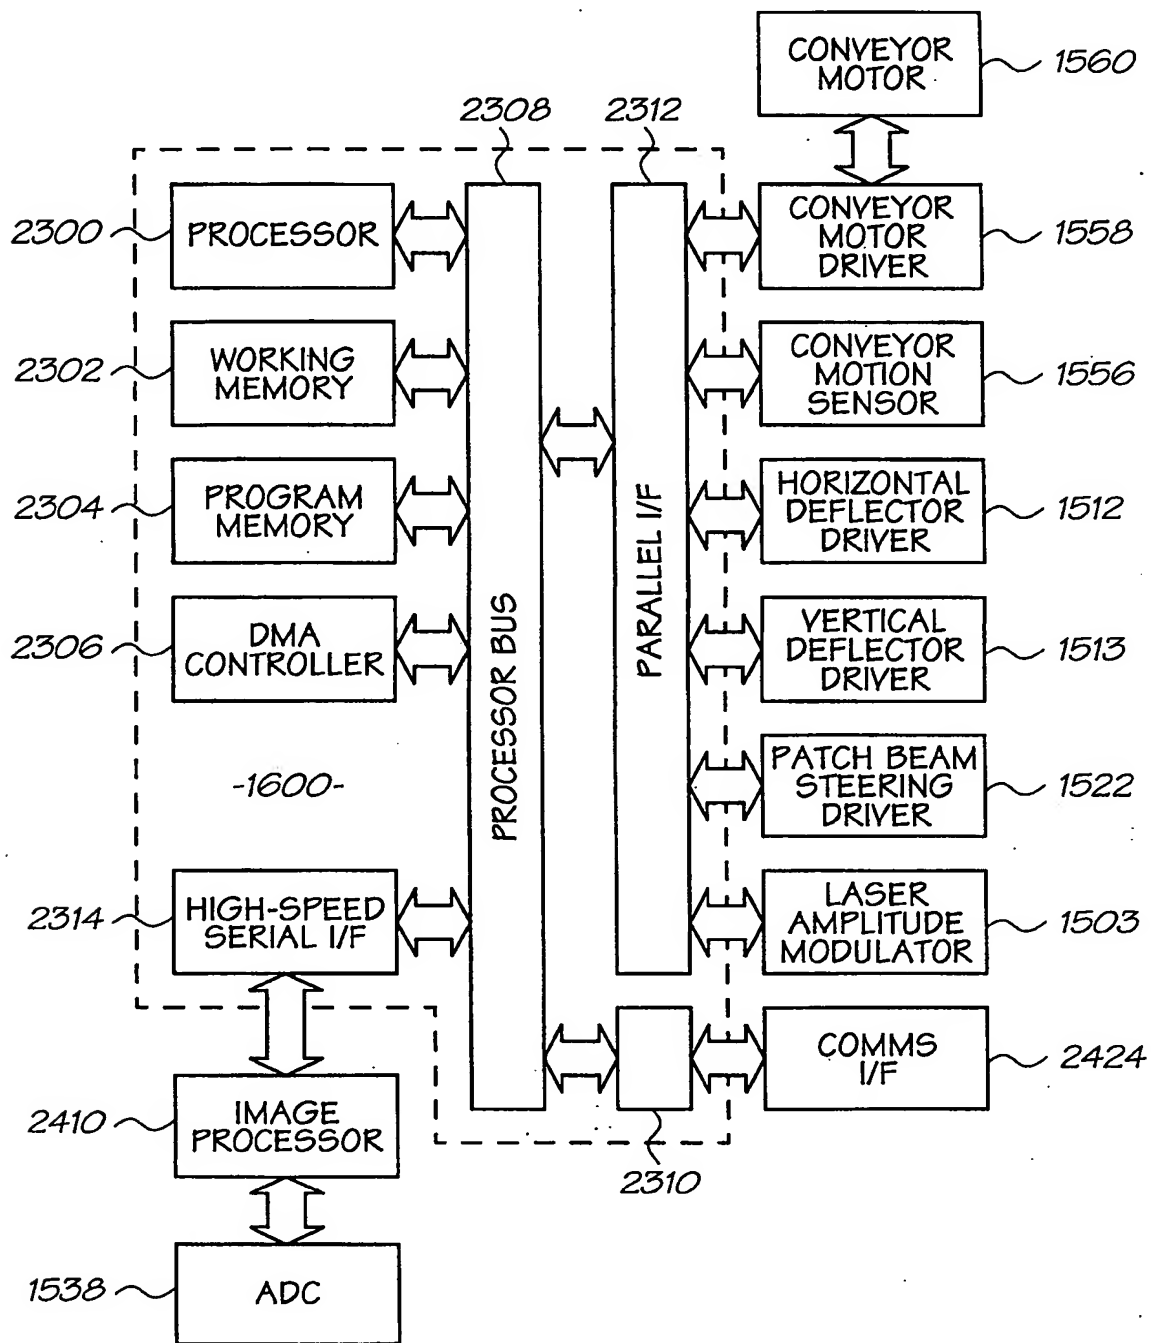 CONVEYOR
MOTOR
1560
2308
2312
2300
PROCESSOR
CONVEYOR
MOTOR
DRIVER
1558
2302
WORKING
MEMORY
CONVEYOR
MOTION
SENSOR
1556
2304
PROGRAM
MEMORY
HORIZONTAL
DEFLECTOR
DRIVER
1512
2306
DMA
CONTROLLER
PROCESSOR BUS
PARALLEL I/F
VERTICAL
DEFLECTOR
DRIVER
1513
-1600-
PATCH BEAM
STEERING
DRIVER
1522
2314
HIGH-SPEED
SERIAL I/F
LASER
AMPLITUDE
MODULATOR
1503
COMMS
I/F
2424
2410
IMAGE
PROCESSOR
2310
1538
ADC